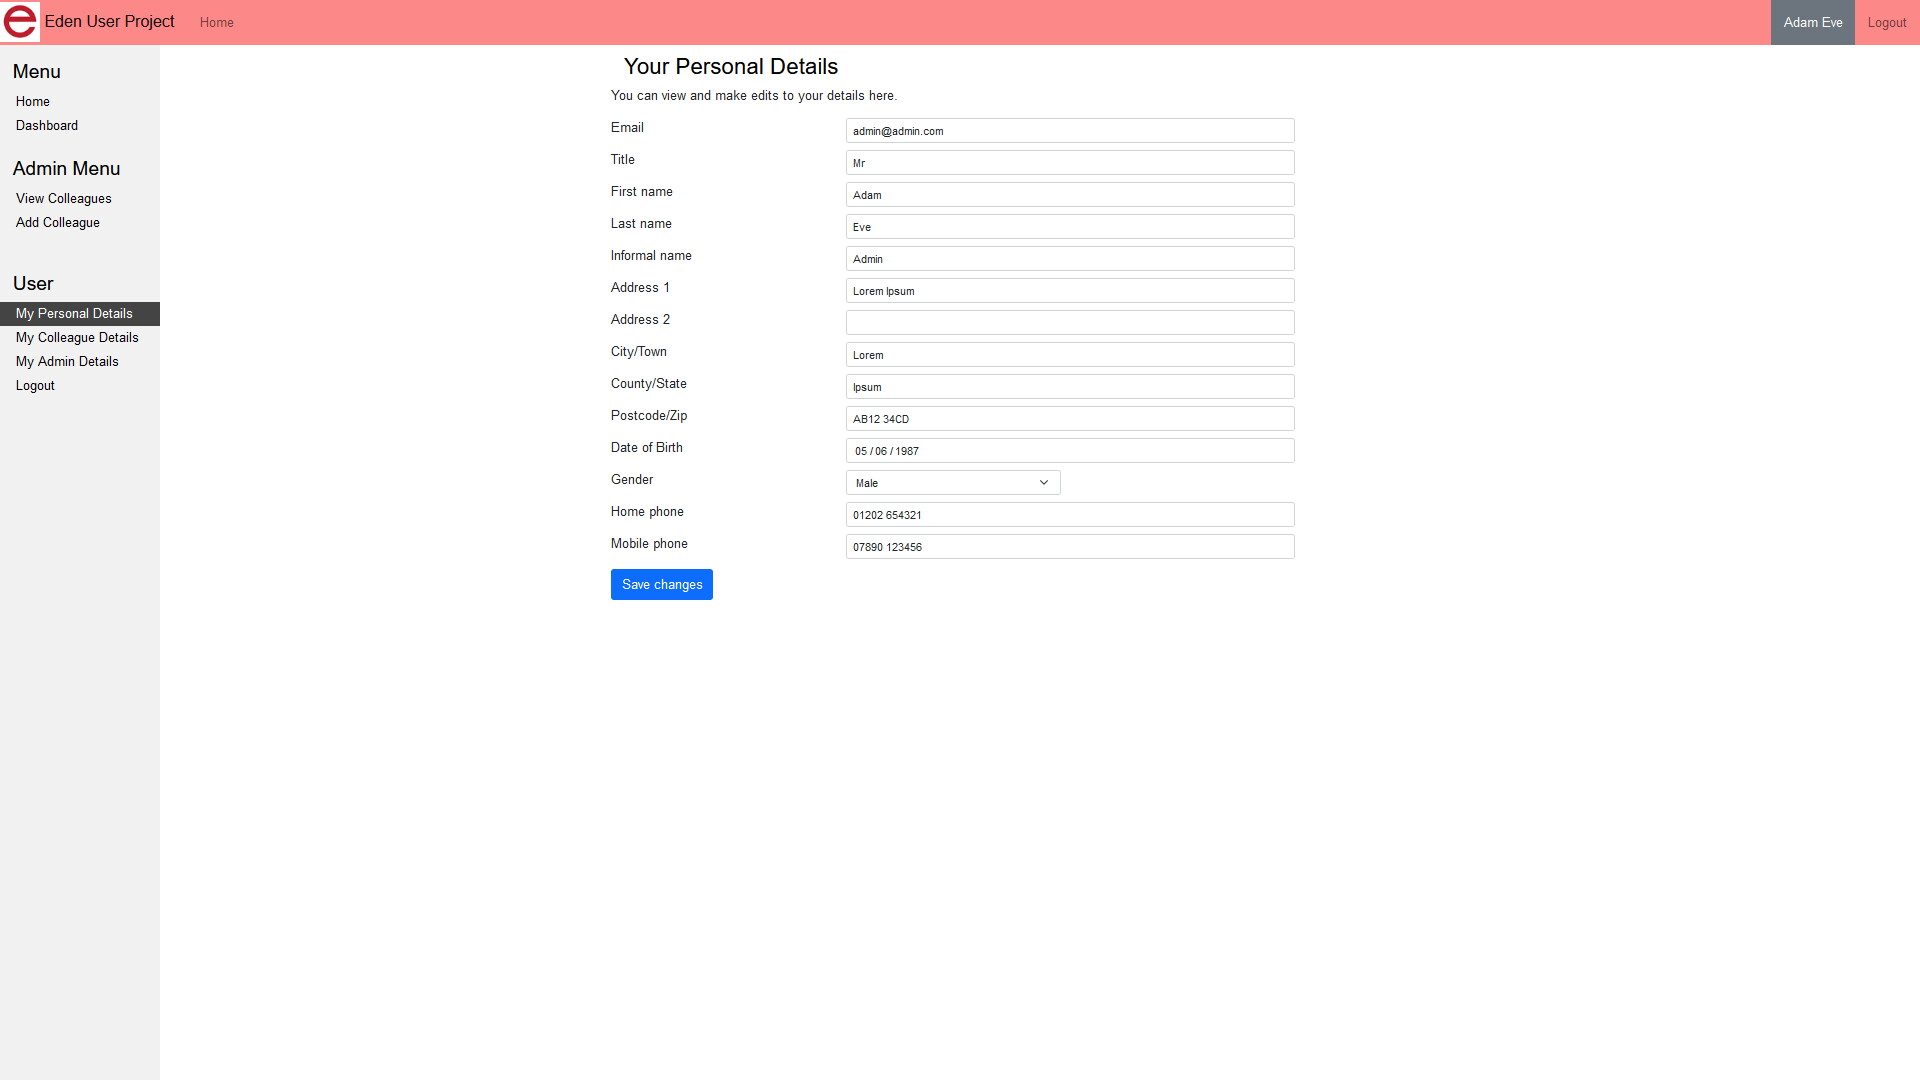 Eden User Project
Home
Adam Eve
Logout
Menu
Home
Dashboard
Admin Menu
View Colleagues
Add Colleague
User
My Personal Details
My Colleague Details
My Admin Details
Logout
Your Personal Details
You can view and make edits to your details here.
Email admin@admin.com
Title Mr
First name Adam
Last name Eve
Informal name Admin
Address 1 Lorem Ipsum
Address 2
City/Town Lorem
County/State Ipsum
Postcode/Zip AB12 34CD
Date of Birth 05 / 06 / 1987
Gender Male
Home phone 01202 654321
Mobile phone 07890 123456
Save changes